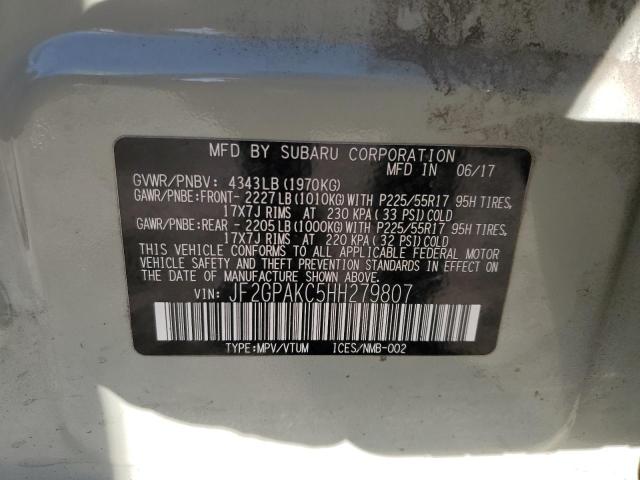 MFD BY SUBARU CORPORATION
MFD IN 06/17
GVWR/PNBV: 4343LB(1970KG)
GAWR/PNBE:FRONT- 2227LB(1010KG)WITH P225/55R17 95H TIRES,
17X7J RIMS AT 230 KPA(33 PSI)COLD
GAWR/PNBE:REAR - 2205LB(1000KG)WITH P225/55R17 95H TIRES,
17X7J RIMS AT 220 KPA(32 PSI)COLD
THIS VEHICLE CONFORMS TO ALL APPLICABLE FEDERAL MOTOR
VEHICLE SAFETY AND THEFT PREVENTION STANDARDS IN EFFECT
ON THE DATE OF MANUFACTURE SHOWN ABOVE.
VIN: JF2GPAKC5HH279807
TYPE:MPV/VTUM ICES/NMB-002